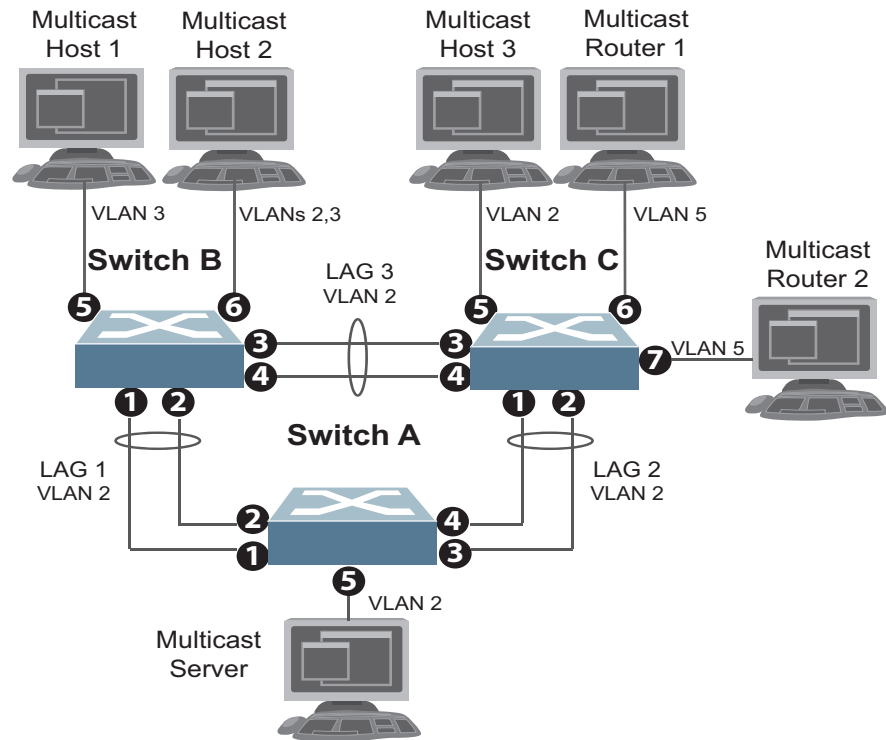 Multicast
Host 1
Multicast
Host 2
Multicast
Host 3
Multicast
Router 1
VLAN 3
VLANs 2,3
VLAN 2
VLAN 5
Switch B
LAG 3
VLAN 2
Switch C
Multicast
Router 2
5
6
5
6
3
3
7
VLAN 5
4
4
1
2
1
2
Switch A
LAG 1
VLAN 2
LAG 2
VLAN 2
2
4
1
3
5
VLAN 2
Multicast
Server